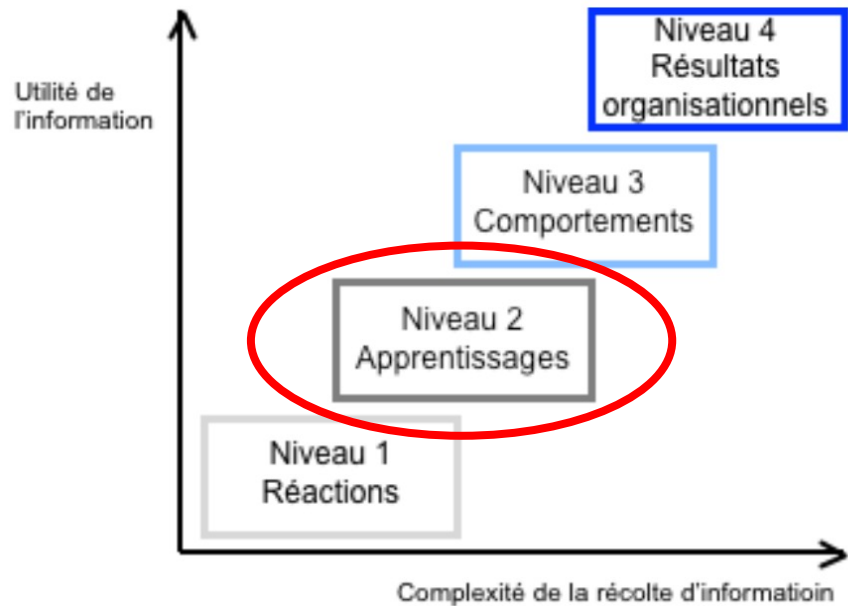 Utilité de
l'information
Niveau 4
Résultats
organisationnels
Niveau 3
Comportements
Niveau 2
Apprentissages
Niveau 1
Réactions
Complexité de la récolte d'informatioin